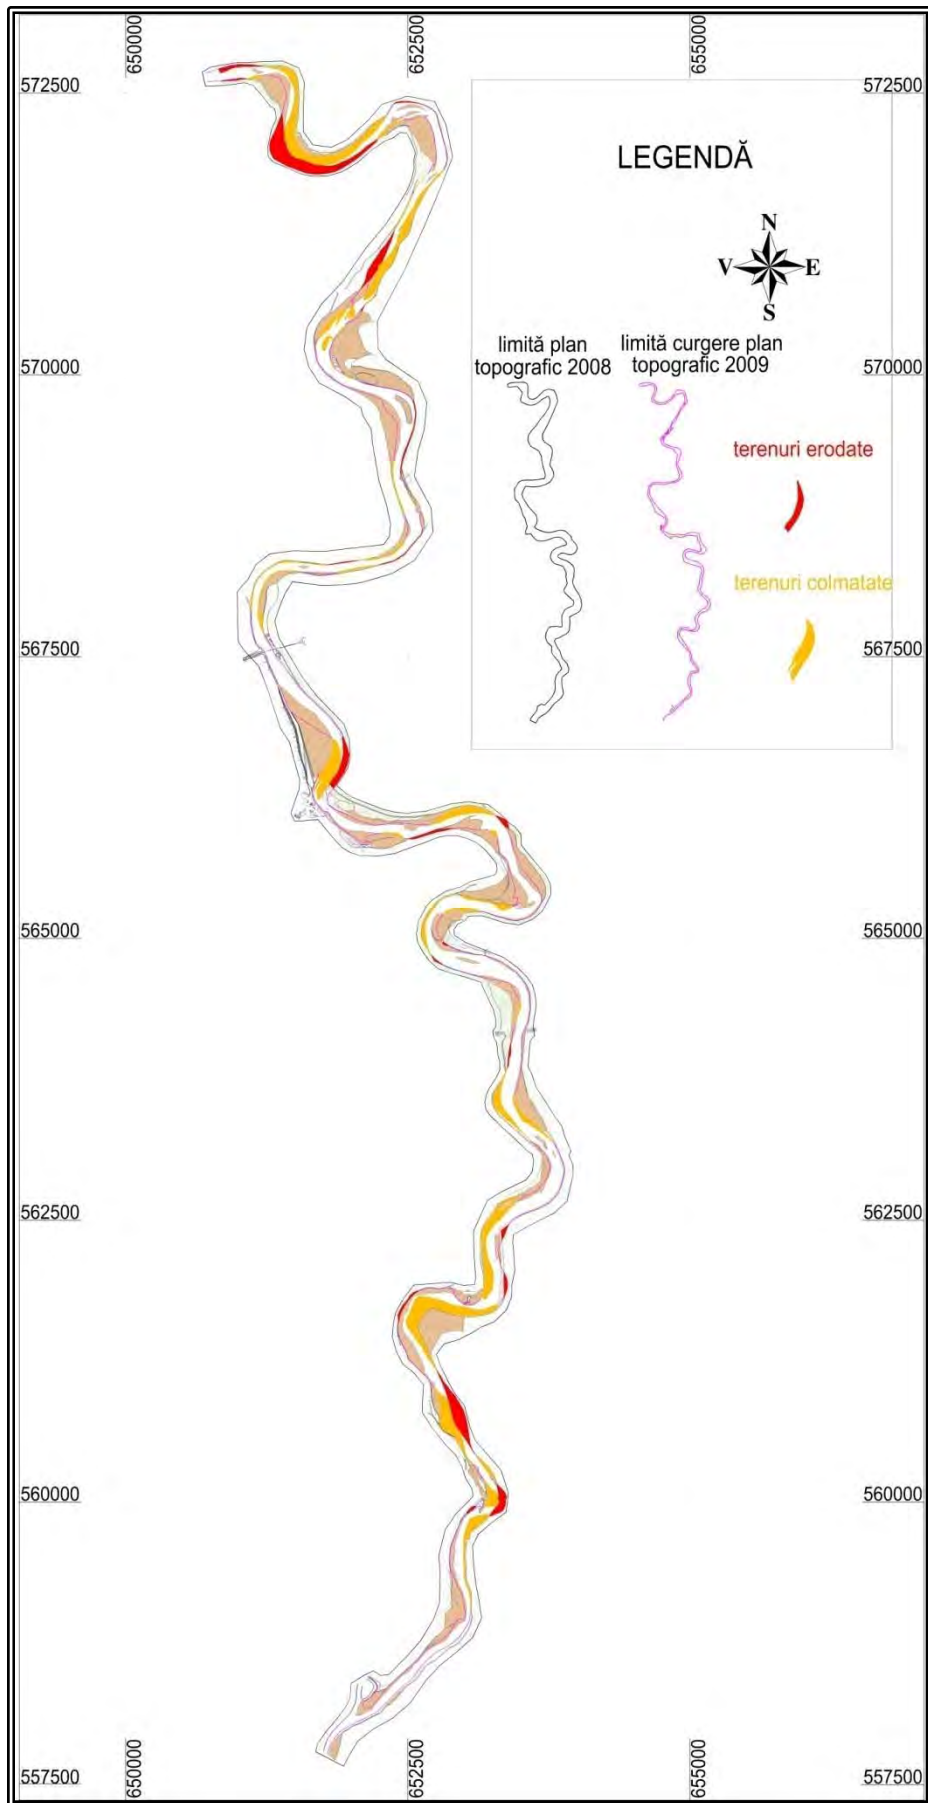 650000
652500
655000
572500
572500
LEGENDĂ
N
V
E
S
limită plan
topografic 2008
limită curgere plan
topografic 2009
570000
570000
terenuri erodate
terenuri colmatate
567500
567500
565000
565000
562500
562500
560000
560000
557500
557500
650000
652500
655000